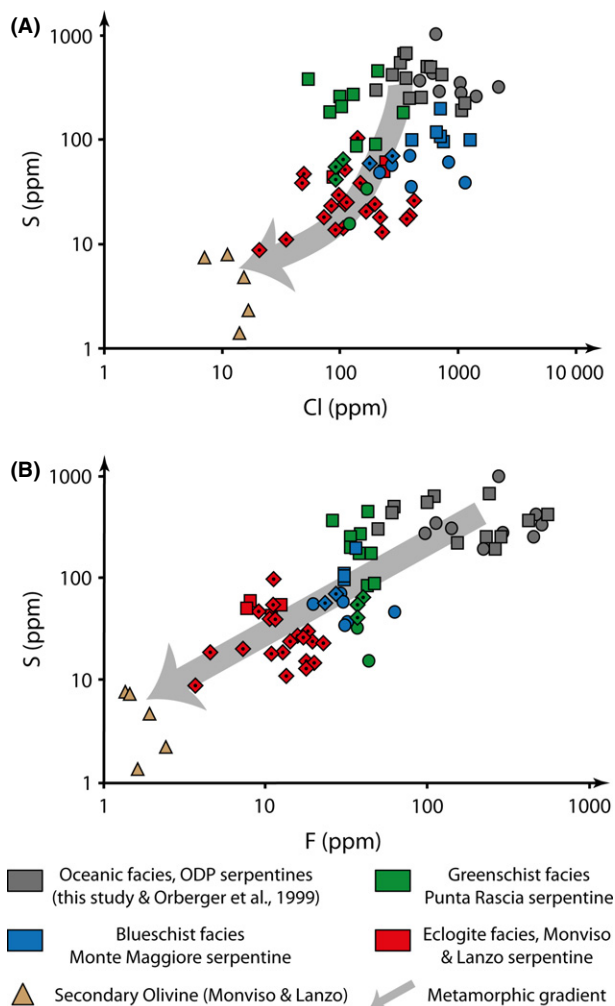 (A)
1000
100
10
1
S (ppm)
1 10 100 1000 10 000
Cl (ppm)
(B)
1000
100
10
1
S (ppm)
1 10 100 1000
F (ppm)
Oceanic facies, ODP serpentines
(this study & Orberger et al., 1999)
Greenschist facies
Punta Rascia serpentine
Blueschist facies
Monte Maggiore serpentine
Eclogite facies, Monviso
& Lanzo serpentine
Secondary Olivine (Monviso & Lanzo)
Metamorphic gradient